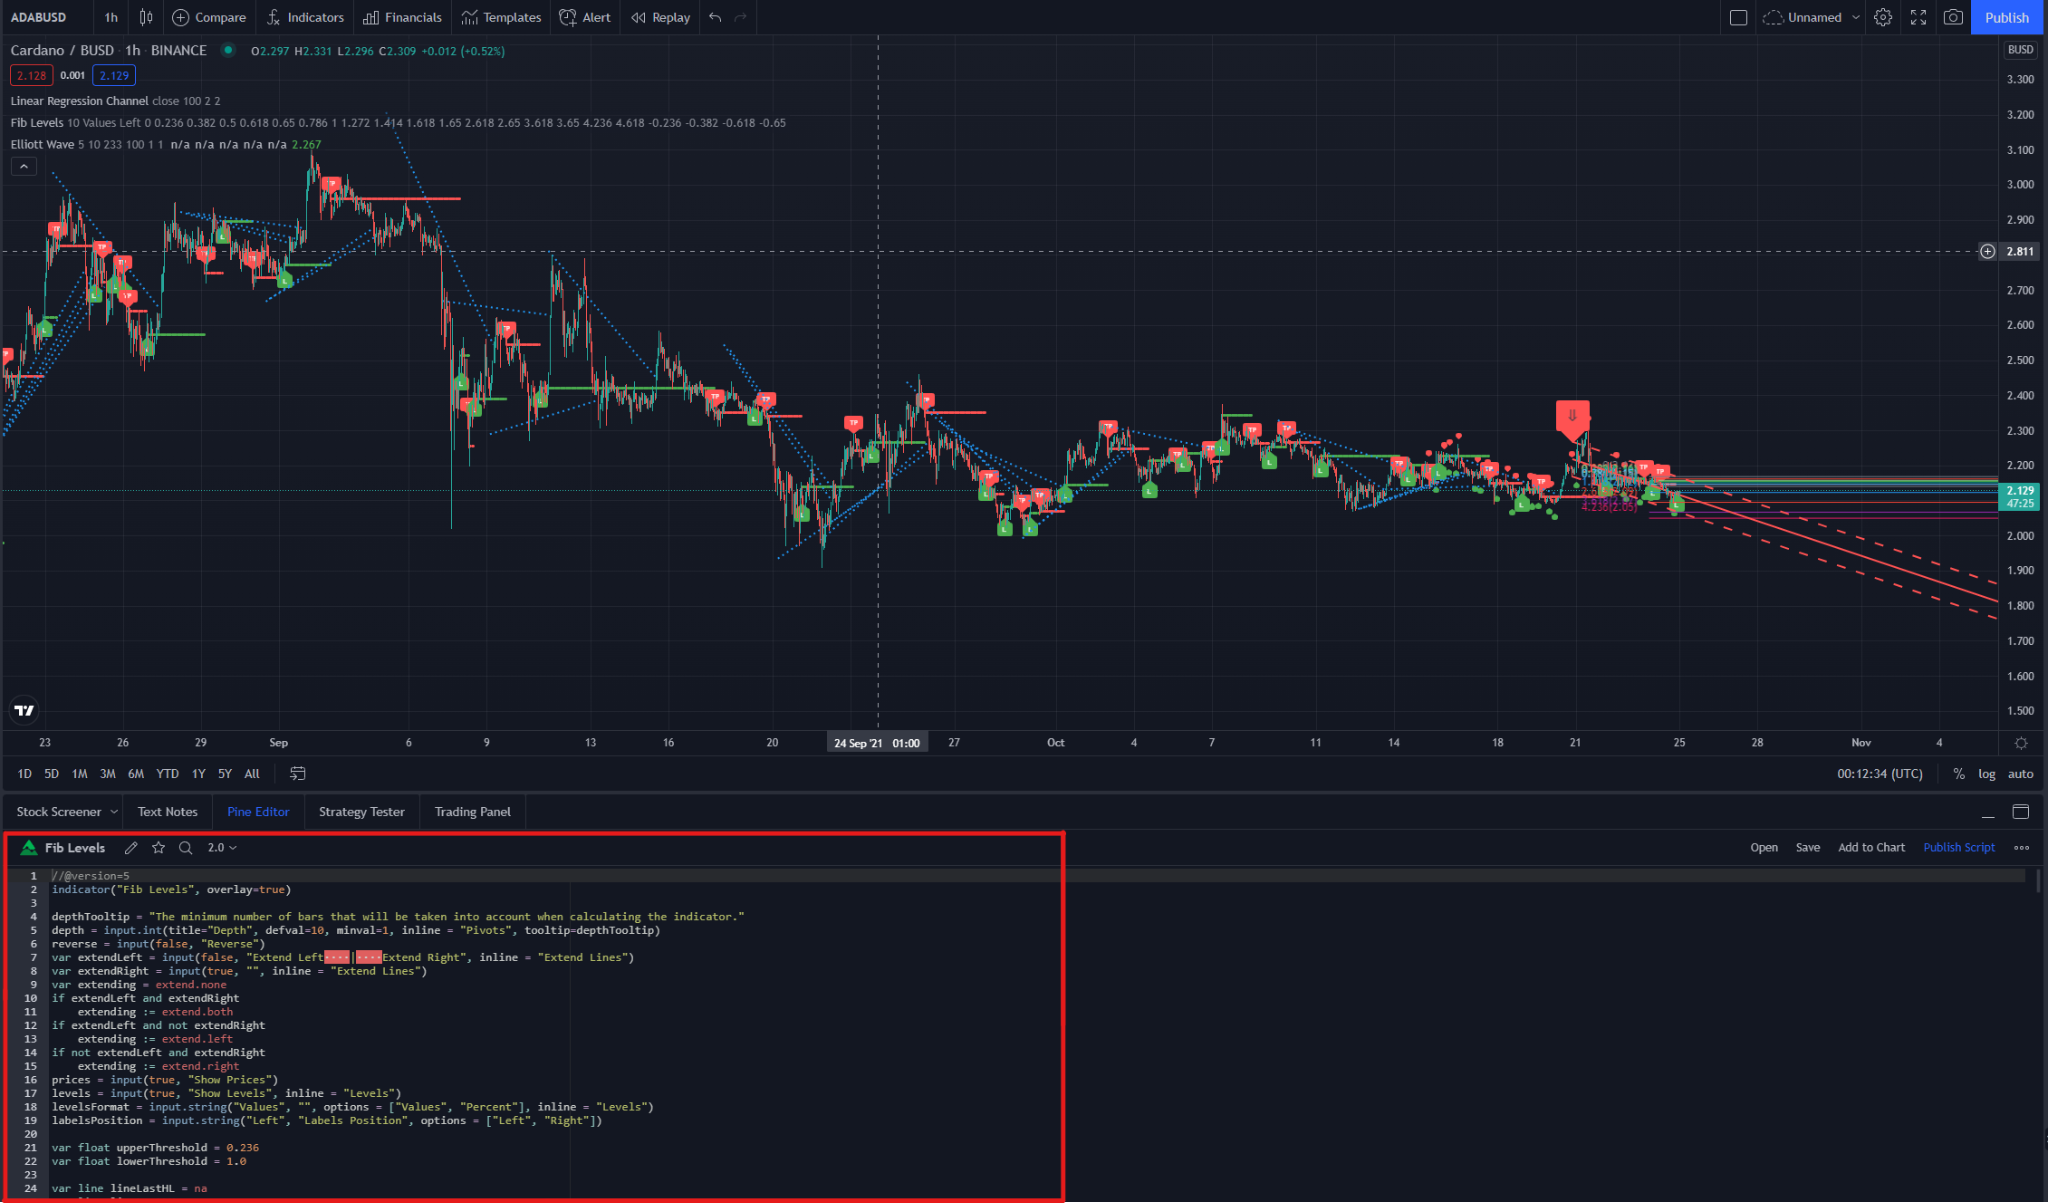 ADABUSD 1h Compare Indicators Financials Templates Alert Replay Unnamed Publish
Cardano / BUSD · 1h · BINANCE O2.297 H2.331 L2.296 C2.309 +0.012 (+0.52%) BUSD
2.128 0.001 2.129
Linear Regression Channel close 100 2 2
Fib Levels 10 Values Left 0 0.236 0.382 0.5 0.618 0.65 0.786 1 1.272 1.414 1.618 1.65 2.618 2.65 3.618 3.65 4.236 4.618 -0.236 -0.382 -0.618 -0.65
Elliott Wave 5 10 233 100 1 1 n/a n/a n/a n/a n/a 2.267
3.300
3.200
3.100
3.000
2.900
2.811
2.700
2.600
2.500
2.400
2.300
2.200
2.129
47:25
2.000
1.900
1.800
1.700
1.600
1.500
4.236(2.05)
23 26 29 Sep 6 9 13 16 20 24 Sep '21 01:00 27 Oct 4 7 11 14 18 21 25 28 Nov 4
1D 5D 1M 3M 6M YTD 1Y 5Y All 00:12:34 (UTC) % log auto
Stock Screener Text Notes Pine Editor Strategy Tester Trading Panel
Fib Levels 2.0 Open Save Add to Chart Publish Script
1 //@version=5
2 indicator("Fib Levels", overlay=true)
3
4 depthTooltip = "The minimum number of bars that will be taken into account when calculating the indicator."
5 depth = input.int(title="Depth", defval=10, minval=1, inline = "Pivots", tooltip=depthTooltip)
6 reverse = input(false, "Reverse")
7 var extendLeft = input(false, "Extend Left····|····Extend Right", inline = "Extend Lines")
8 var extendRight = input(true, "", inline = "Extend Lines")
9 var extending = extend.none
10 if extendLeft and extendRight
11 extending := extend.both
12 if extendLeft and not extendRight
13 extending := extend.left
14 if not extendLeft and extendRight
15 extending := extend.right
16 prices = input(true, "Show Prices")
17 levels = input(true, "Show Levels", inline = "Levels")
18 levelsFormat = input.string("Values", "", options = ["Values", "Percent"], inline = "Levels")
19 labelsPosition = input.string("Left", "Labels Position", options = ["Left", "Right"])
20
21 var float upperThreshold = 0.236
22 var float lowerThreshold = 1.0
23
24 var line lineLastHL = na